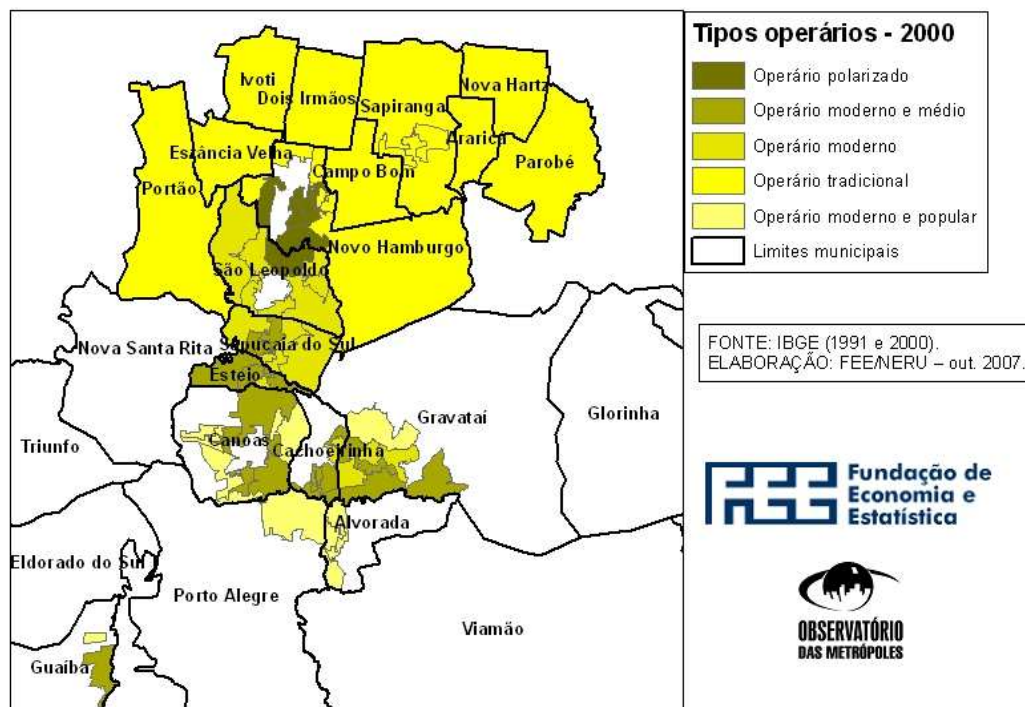 Tipos operários - 2000
Operário polarizado
Operário moderno e médio
Operário moderno
Operário tradicional
Operário moderno e popular
Limites municipais
Ivoti
Dois Irmãos
Sapiranga
Nova Hartz
Araricá
Parobé
Estância Velha
Campo Bom
Portão
Novo Hamburgo
São Leopoldo
Sapucaia do Sul
Nova Santa Rita
Esteio
Gravataí
Glorinha
Triunfo
Canoas
Cachoeirinha
Alvorada
Eldorado do Sul
Porto Alegre
Viamão
Guaíba
FONTE: IBGE (1991 e 2000).
ELABORAÇÃO: FEE/NERU – out. 2007.
FEE
Fundação de
Economia e
Estatística
OBSERVATÓRIO
DAS METRÓPOLES